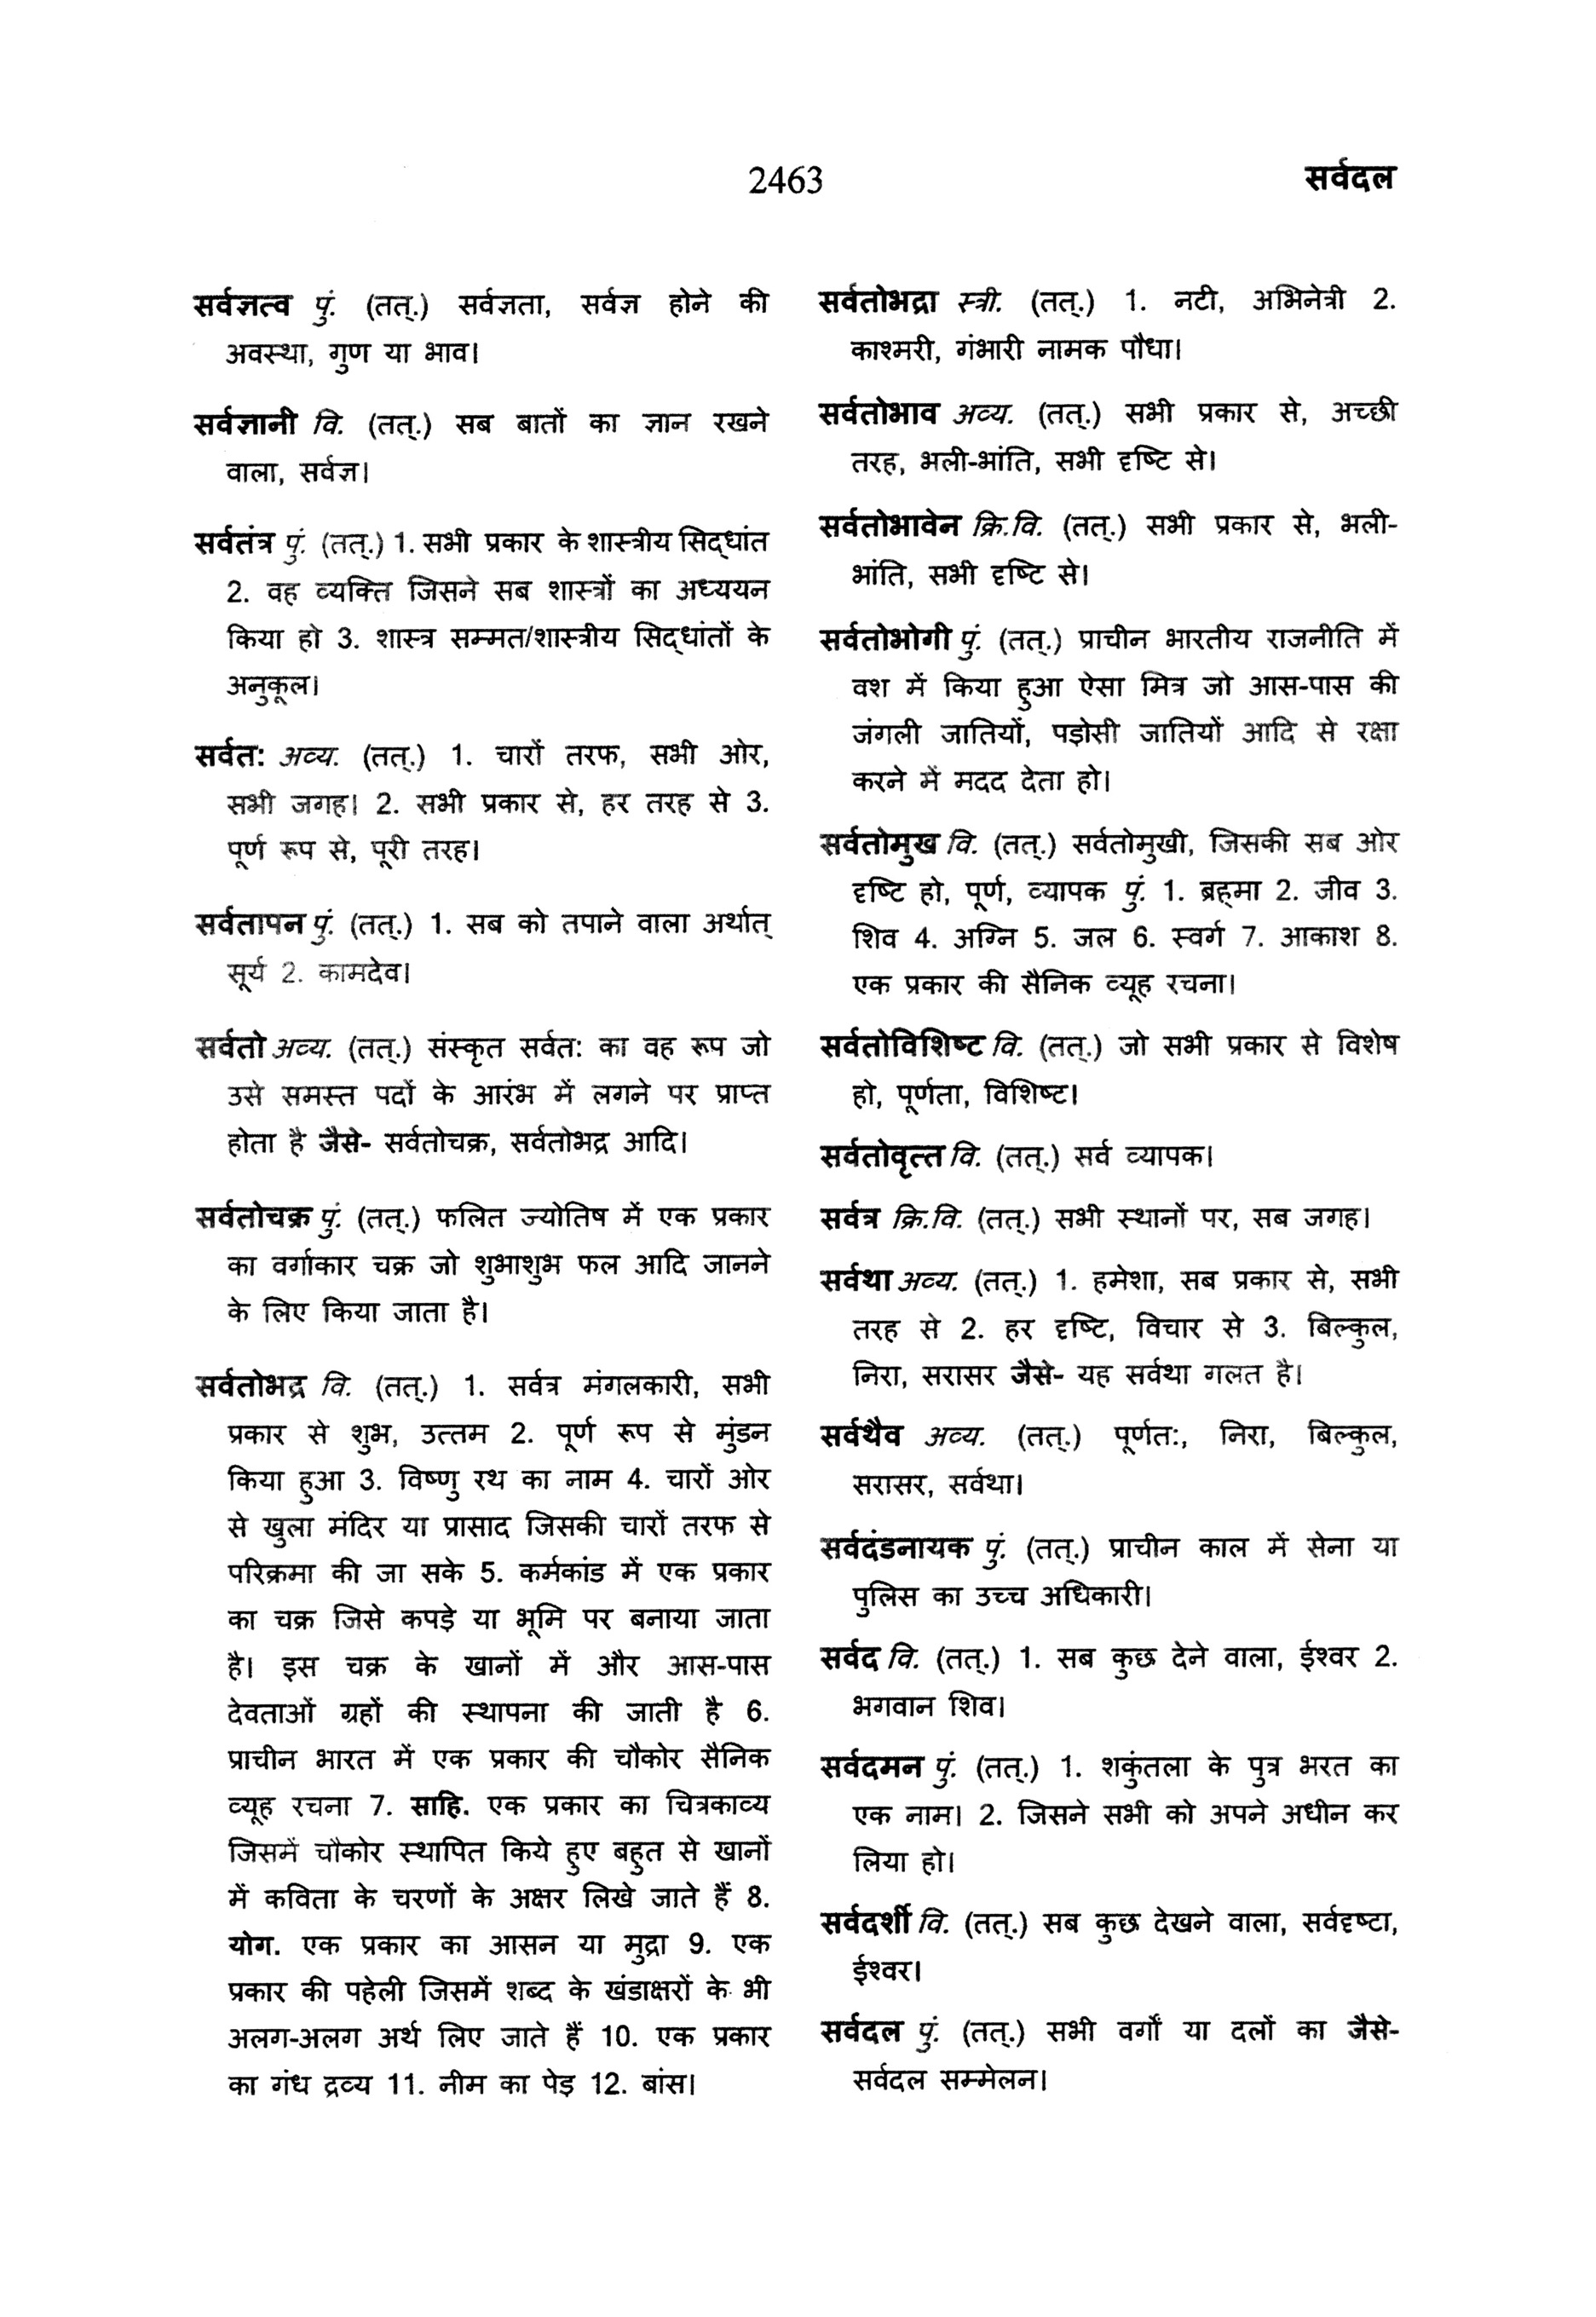 2463
सर्वदल
सर्वज्ञत्व पुं. (तत्.) सर्वज्ञता, सर्वज्ञ होने की
अवस्था, गुण या भाव।
सर्वज्ञानी वि. (तत्.) सब बातों का ज्ञान रखने
वाला, सर्वज्ञ।
सर्वतंत्र पुं. (तत्.) 1. सभी प्रकार के शास्त्रीय सिद्धांत
2. वह व्यक्ति जिसने सब शास्त्रों का अध्ययन
किया हो 3. शास्त्र सम्मत/शास्त्रीय सिद्धांतों के
अनुकूल।
सर्वत: अव्य. (तत्.) 1. चारों तरफ, सभी ओर,
सभी जगह। 2. सभी प्रकार से, हर तरह से 3.
पूर्ण रूप से, पूरी तरह।
सर्वतापन पुं. (तत्.) 1. सब को तपाने वाला अर्थात्
सूर्य 2. कामदेव।
सर्वतो अव्य. (तत्.) संस्कृत सर्वत: का वह रूप जो
उसे समस्त पदों के आरंभ में लगने पर प्राप्त
होता है जैसे- सर्वतोचक्र, सर्वतोभद्र आदि।
सर्वतोचक्र पुं. (तत्.) फलित ज्योतिष में एक प्रकार
का वर्गाकार चक्र जो शुभाशुभ फल आदि जानने
के लिए किया जाता है।
सर्वतोभद्र वि. (तत्.) 1. सर्वत्र मंगलकारी, सभी
प्रकार से शुभ, उत्तम 2. पूर्ण रूप से मुंडन
किया हुआ 3. विष्णु रथ का नाम 4. चारों ओर
से खुला मंदिर या प्रासाद जिसकी चारों तरफ से
परिक्रमा की जा सके 5. कर्मकांड में एक प्रकार
का चक्र जिसे कपड़े या भूमि पर बनाया जाता
है। इस चक्र के खानों में और आस-पास
देवताओं ग्रहों की स्थापना की जाती है 6.
प्राचीन भारत में एक प्रकार की चौकोर सैनिक
व्यूह रचना 7. साहि. एक प्रकार का चित्रकाव्य
जिसमें चौकोर स्थापित किये हुए बहुत से खानों
में कविता के चरणों के अक्षर लिखे जाते हैं 8.
योग. एक प्रकार का आसन या मुद्रा 9. एक
प्रकार की पहेली जिसमें शब्द के खंडाक्षरों के भी
अलग-अलग अर्थ लिए जाते हैं 10. एक प्रकार
का गंध द्रव्य 11. नीम का पेड़ 12. बांस।
सर्वतोभद्रा स्त्री. (तत्.) 1. नटी, अभिनेत्री 2.
काश्मरी, गंभारी नामक पौधा।
सर्वतोभाव अव्य. (तत्.) सभी प्रकार से, अच्छी
तरह, भली-भांति, सभी दृष्टि से।
सर्वतोभावेन क्रि.वि. (तत्.) सभी प्रकार से, भली-
भांति, सभी दृष्टि से।
सर्वतोभोगी पुं. (तत्.) प्राचीन भारतीय राजनीति में
वश में किया हुआ ऐसा मित्र जो आस-पास की
जंगली जातियों, पड़ोसी जातियों आदि से रक्षा
करने में मदद देता हो।
सर्वतोमुख वि. (तत्.) सर्वतोमुखी, जिसकी सब ओर
दृष्टि हो, पूर्ण, व्यापक पुं. 1. ब्रह्मा 2. जीव 3.
शिव 4. अग्नि 5. जल 6. स्वर्ग 7. आकाश 8.
एक प्रकार की सैनिक व्यूह रचना।
सर्वतोविशिष्ट वि. (तत्.) जो सभी प्रकार से विशेष
हो, पूर्णता, विशिष्ट।
सर्वतोवृत्त वि. (तत्.) सर्व व्यापक।
सर्वत्र क्रि.वि. (तत्.) सभी स्थानों पर, सब जगह।
सर्वथा अव्य. (तत्.) 1. हमेशा, सब प्रकार से, सभी
तरह से 2. हर दृष्टि, विचार से 3. बिल्कुल,
निरा, सरासर जैसे- यह सर्वथा गलत है।
सर्वथैव अव्य. (तत्.) पूर्णत:, निरा, बिल्कुल,
सरासर, सर्वथा।
सर्वदंडनायक पुं. (तत्.) प्राचीन काल में सेना या
पुलिस का उच्च अधिकारी।
सर्वद वि. (तत्.) 1. सब कुछ देने वाला, ईश्वर 2.
भगवान शिव।
सर्वदमन पुं. (तत्.) 1. शकुंतला के पुत्र भरत का
एक नाम। 2. जिसने सभी को अपने अधीन कर
लिया हो।
सर्वदर्शी वि. (तत्.) सब कुछ देखने वाला, सर्वदृष्टा,
ईश्वर।
सर्वदल पुं. (तत्.) सभी वर्गों या दलों का जैसे-
सर्वदल सम्मेलन।